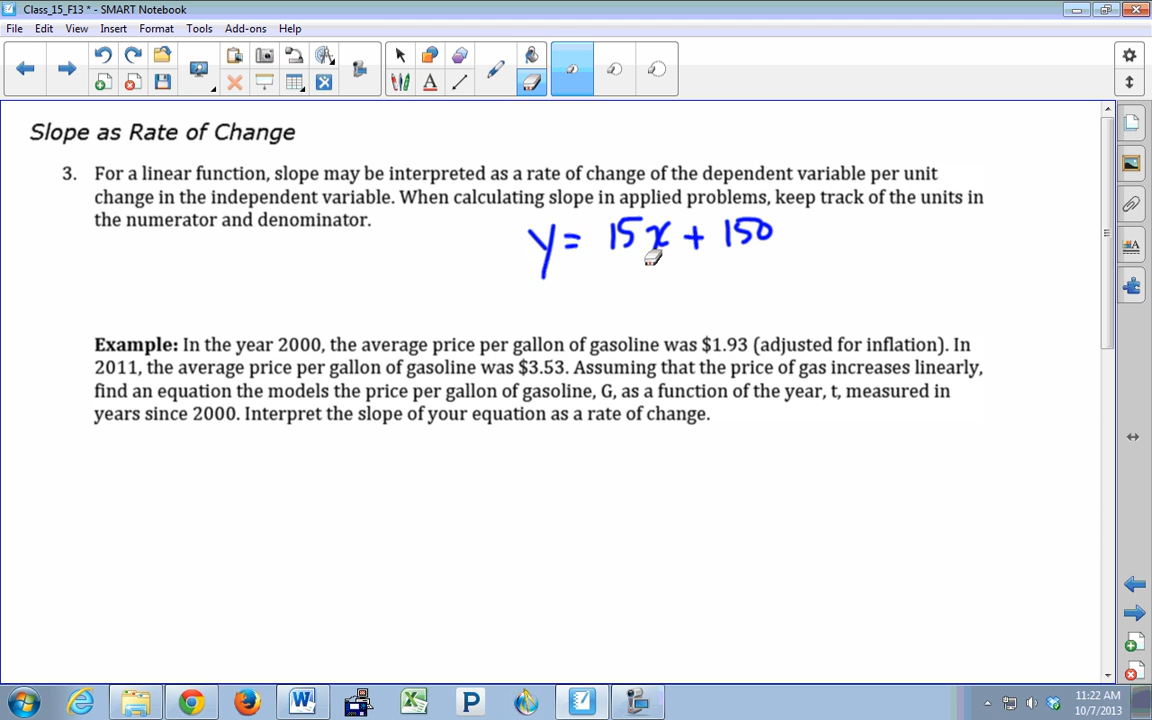 Class_15_F13 * - SMART Notebook
File Edit View Insert Format Tools Add-ons Help
Slope as Rate of Change
3. For a linear function, slope may be interpreted as a rate of change of the dependent variable per unit
change in the independent variable. When calculating slope in applied problems, keep track of the units in
the numerator and denominator.
y = 15x + 150
Example: In the year 2000, the average price per gallon of gasoline was $1.93 (adjusted for inflation). In
2011, the average price per gallon of gasoline was $3.53. Assuming that the price of gas increases linearly,
find an equation the models the price per gallon of gasoline, G, as a function of the year, t, measured in
years since 2000. Interpret the slope of your equation as a rate of change.
11:22 AM
10/7/2013